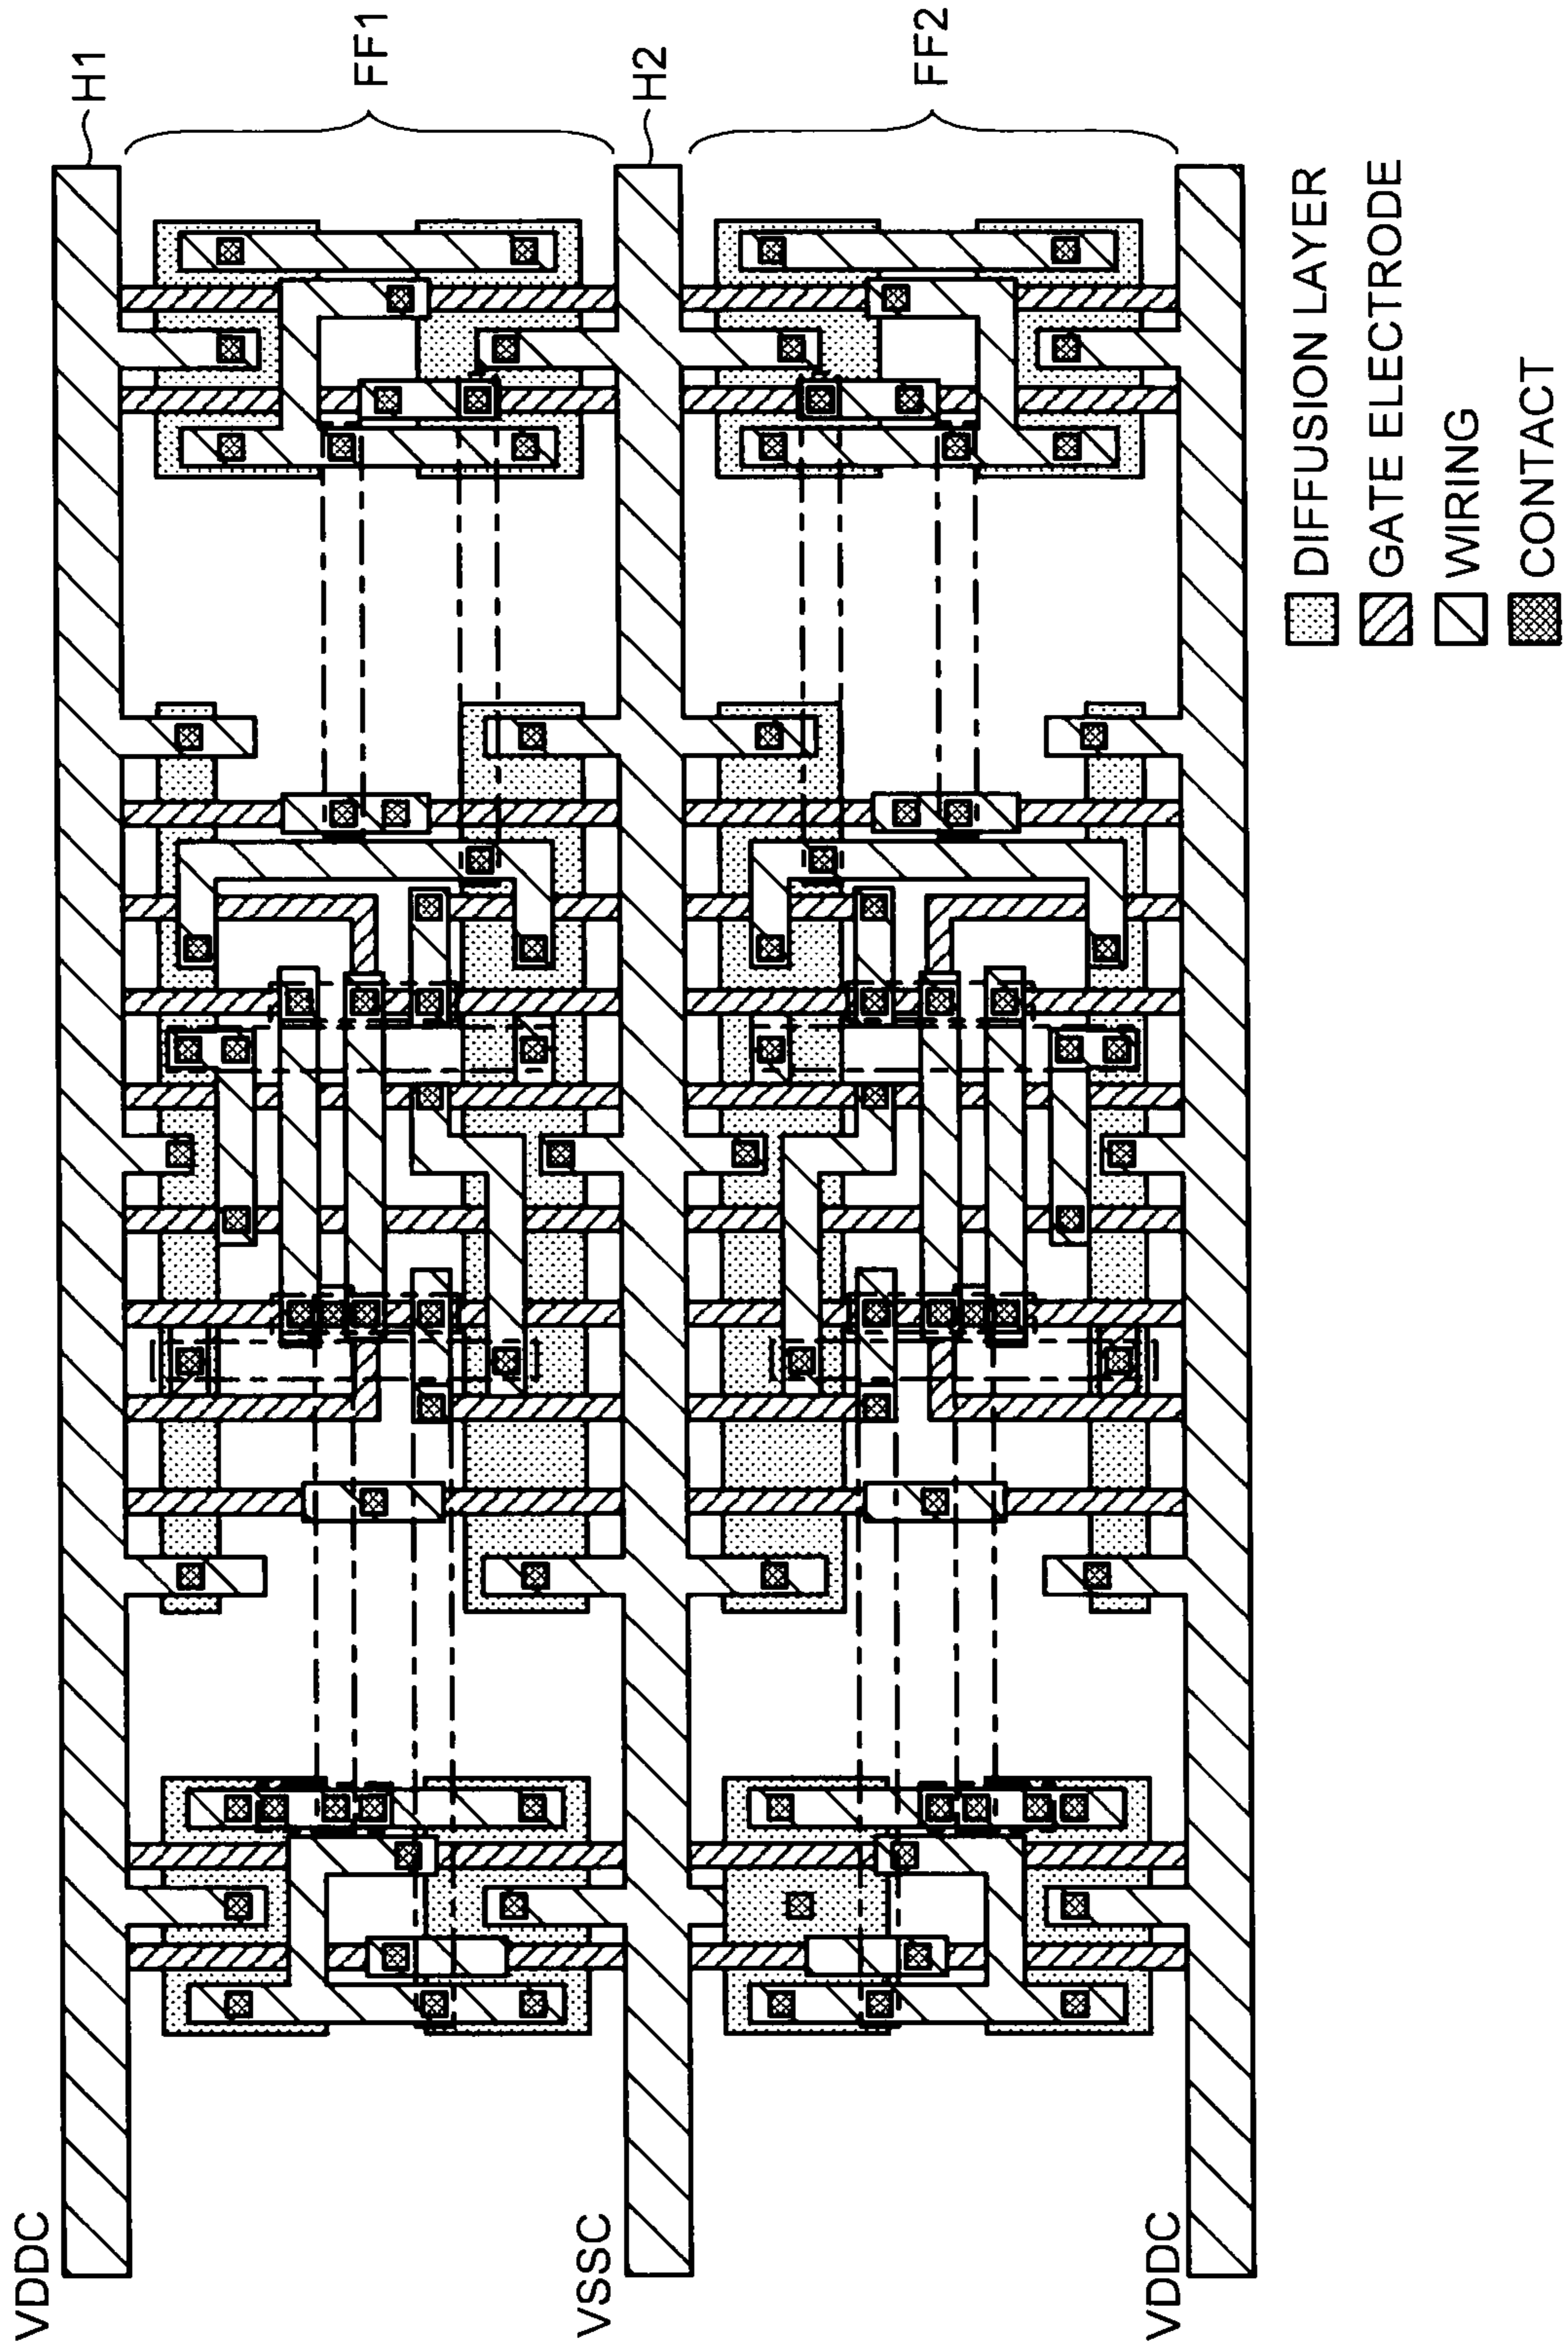 VDDC
VSSC
VDDC
H1
FF1
H2
FF2
DIFFUSION LAYER
GATE ELECTRODE
WIRING
CONTACT